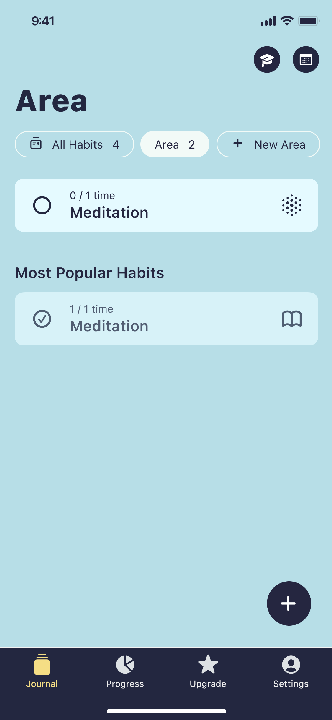 9:41
Area
All Habits 4
Area 2
+ New Area
0 / 1 time
Meditation
Most Popular Habits
1 / 1 time
Meditation
Journal
Progress
Upgrade
Settings